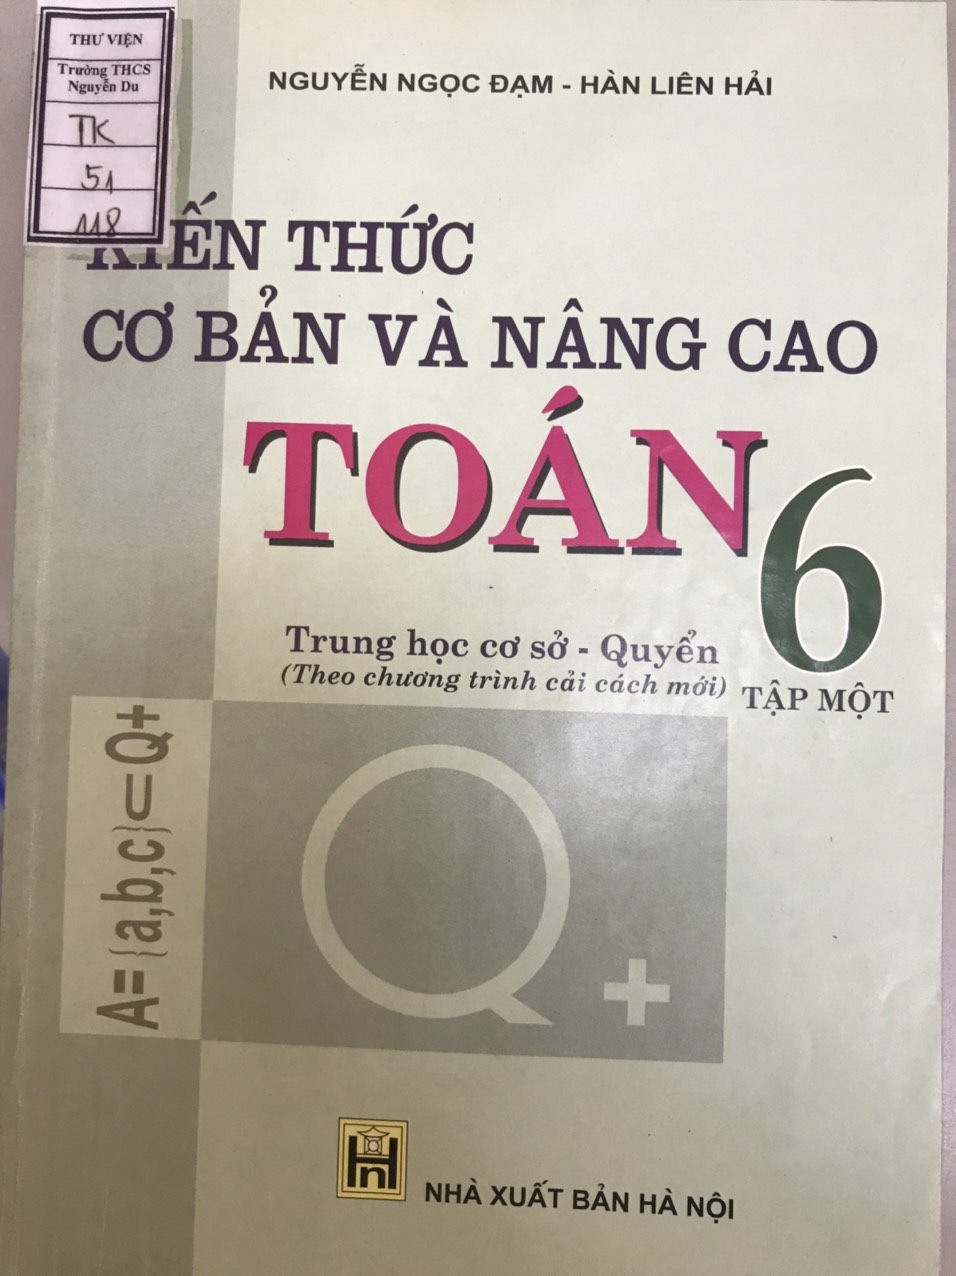 THƯ VIỆN
Trường THCS
Nguyễn Du
TK
51
118
NGUYỄN NGỌC ĐẠM - HÀN LIÊN HẢI
KIẾN THỨC
CƠ BẢN VÀ NÂNG CAO
TOÁN 6
Trung học cơ sở - Quyển
(Theo chương trình cải cách mới)
TẬP MỘT
A={a,b,c}⊂Q+
Q+
Hn
NHÀ XUẤT BẢN HÀ NỘI